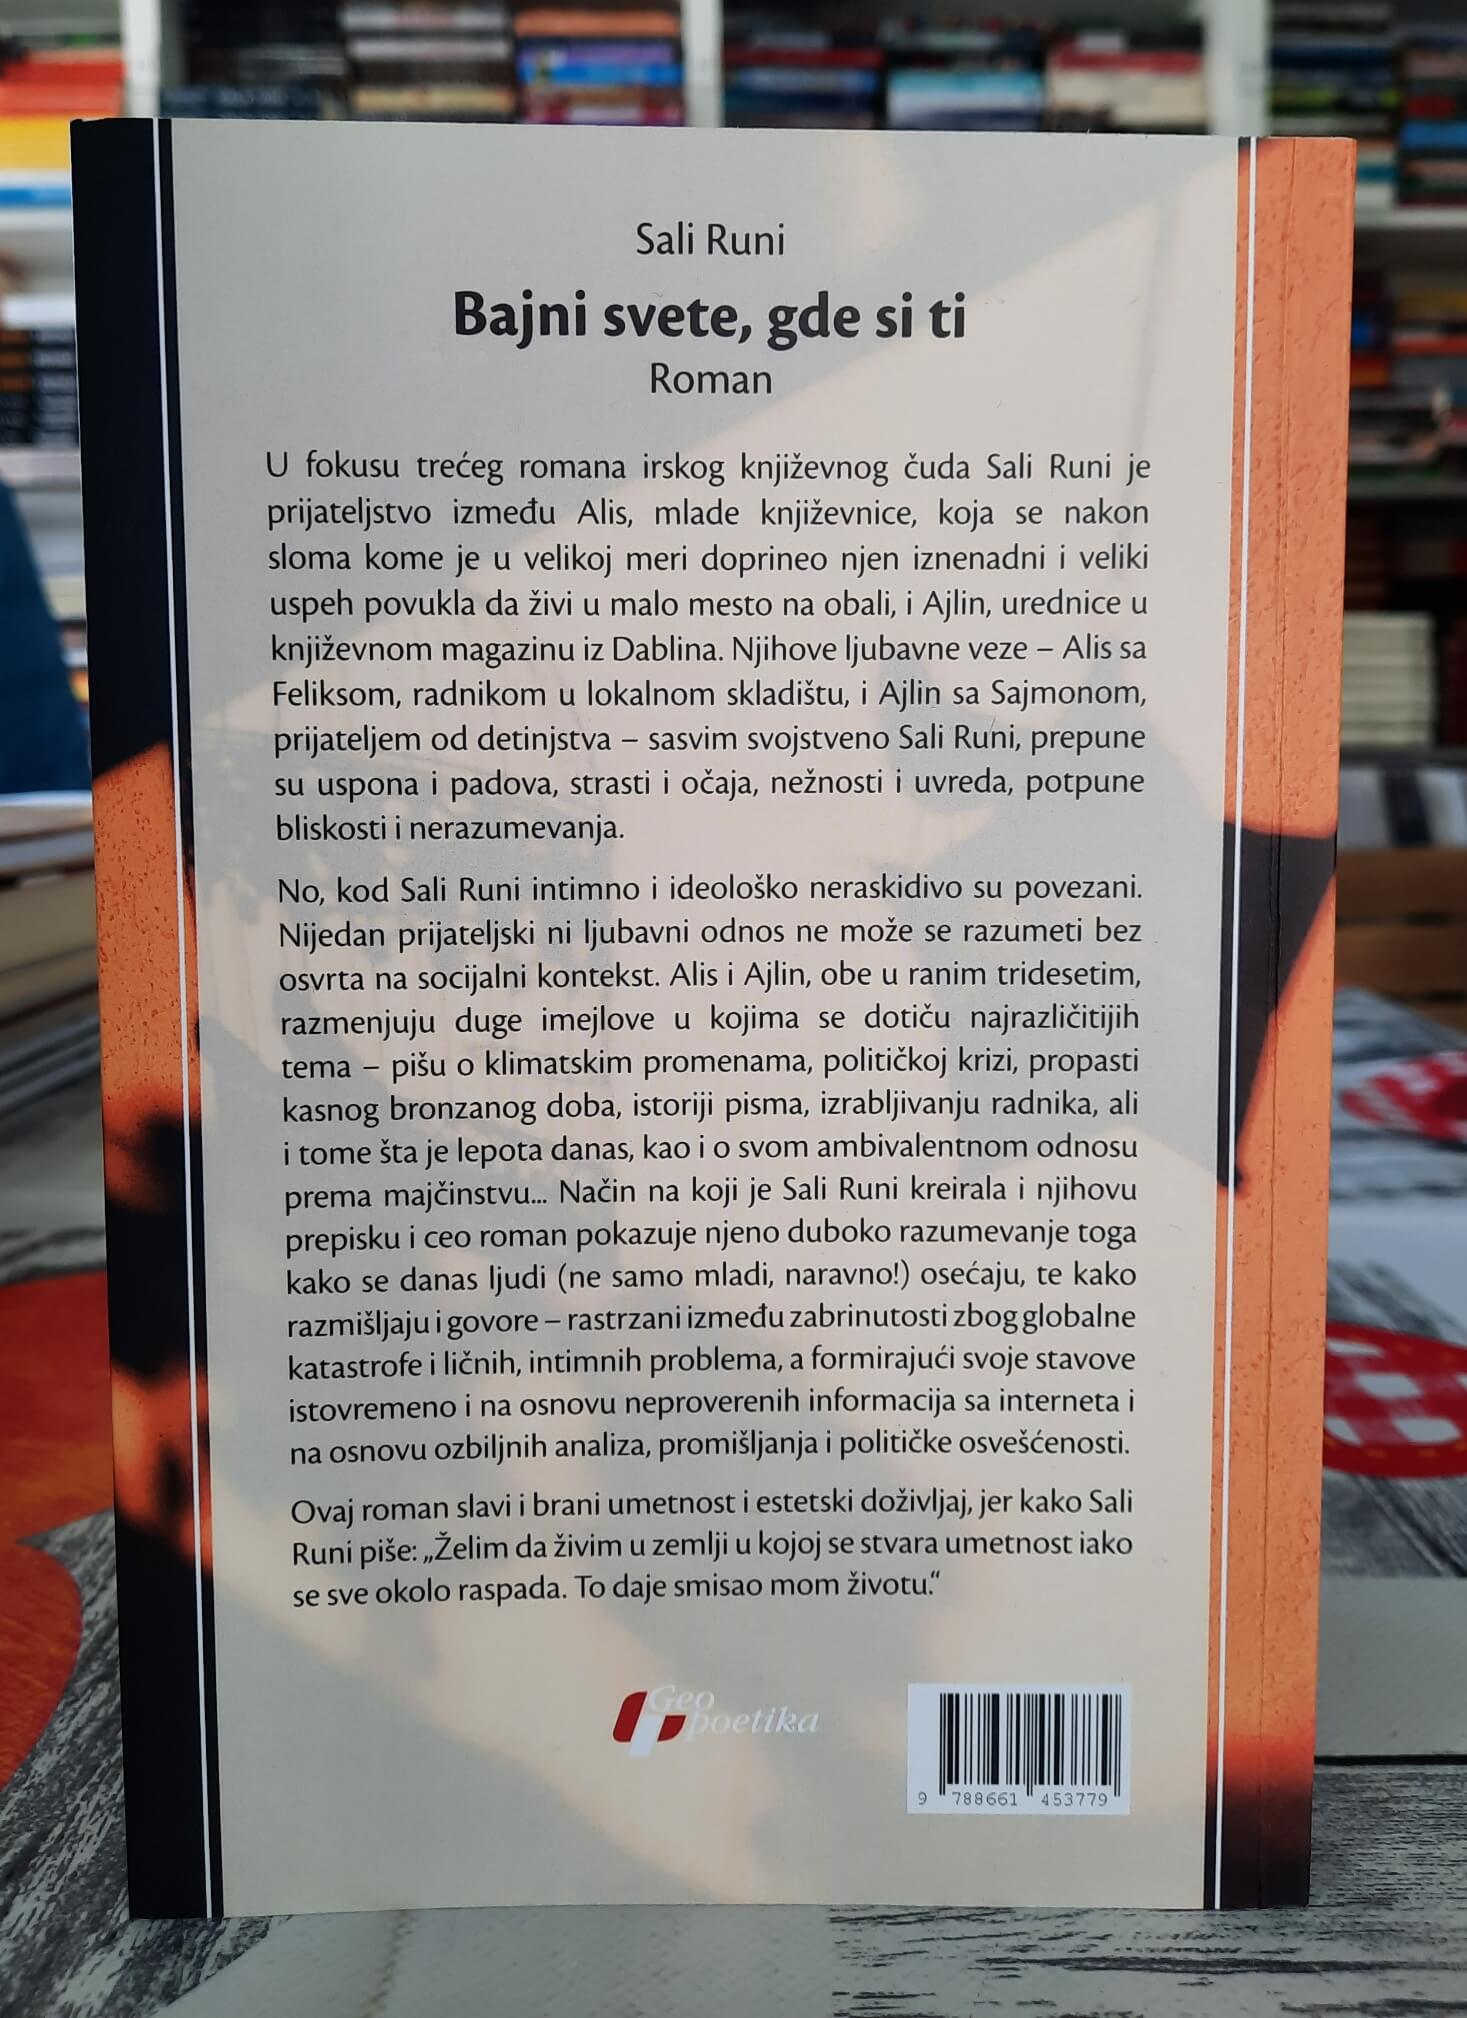 Sali Runi
Bajni svete, gde si ti
Roman
U fokusu trećeg romana irskog književnog čuda Sali Runi je
prijateljstvo između Alis, mlade književnice, koja se nakon
sloma kome je u velikoj meri doprineo njen iznenadni i veliki
uspeh povukla da živi u malo mesto na obali, i Ajlin, urednice u
književnom magazinu iz Dablina. Njihove ljubavne veze – Alis sa
Feliksom, radnikom u lokalnom skladištu, i Ajlin sa Sajmonom,
prijateljem od detinjstva – sasvim svojstveno Sali Runi, prepune
su uspona i padova, strasti i očaja, nežnosti i uvreda, potpune
bliskosti i nerazumevanja.
No, kod Sali Runi intimno i ideološko neraskidivo su povezani.
Nijedan prijateljski ni ljubavni odnos ne može se razumeti bez
osvrta na socijalni kontekst. Alis i Ajlin, obe u ranim tridesetim,
razmenjuju duge imejlove u kojima se dotiču najrazličitijih
tema – pišu o klimatskim promenama, političkoj krizi, propasti
kasnog bronzanog doba, istoriji pisma, izrabljivanju radnika, ali
i tome šta je lepota danas, kao i o svom ambivalentnom odnosu
prema majčinstvu... Način na koji je Sali Runi kreirala i njihovu
prepisku i ceo roman pokazuje njeno duboko razumevanje toga
kako se danas ljudi (ne samo mladi, naravno!) osećaju, te kako
razmišljaju i govore – rastrzani između zabrinutosti zbog globalne
katastrofe i ličnih, intimnih problema, a formirajući svoje stavove
istovremeno i na osnovu neproverenih informacija sa interneta i
na osnovu ozbiljnih analiza, promišljanja i političke osvešćenosti.
Ovaj roman slavi i brani umetnost i estetski doživljaj, jer kako Sali
Runi piše: „Želim da živim u zemlji u kojoj se stvara umetnost iako
se sve okolo raspada. To daje smisao mom životu.“
Geo
poetika
9 788661 453779